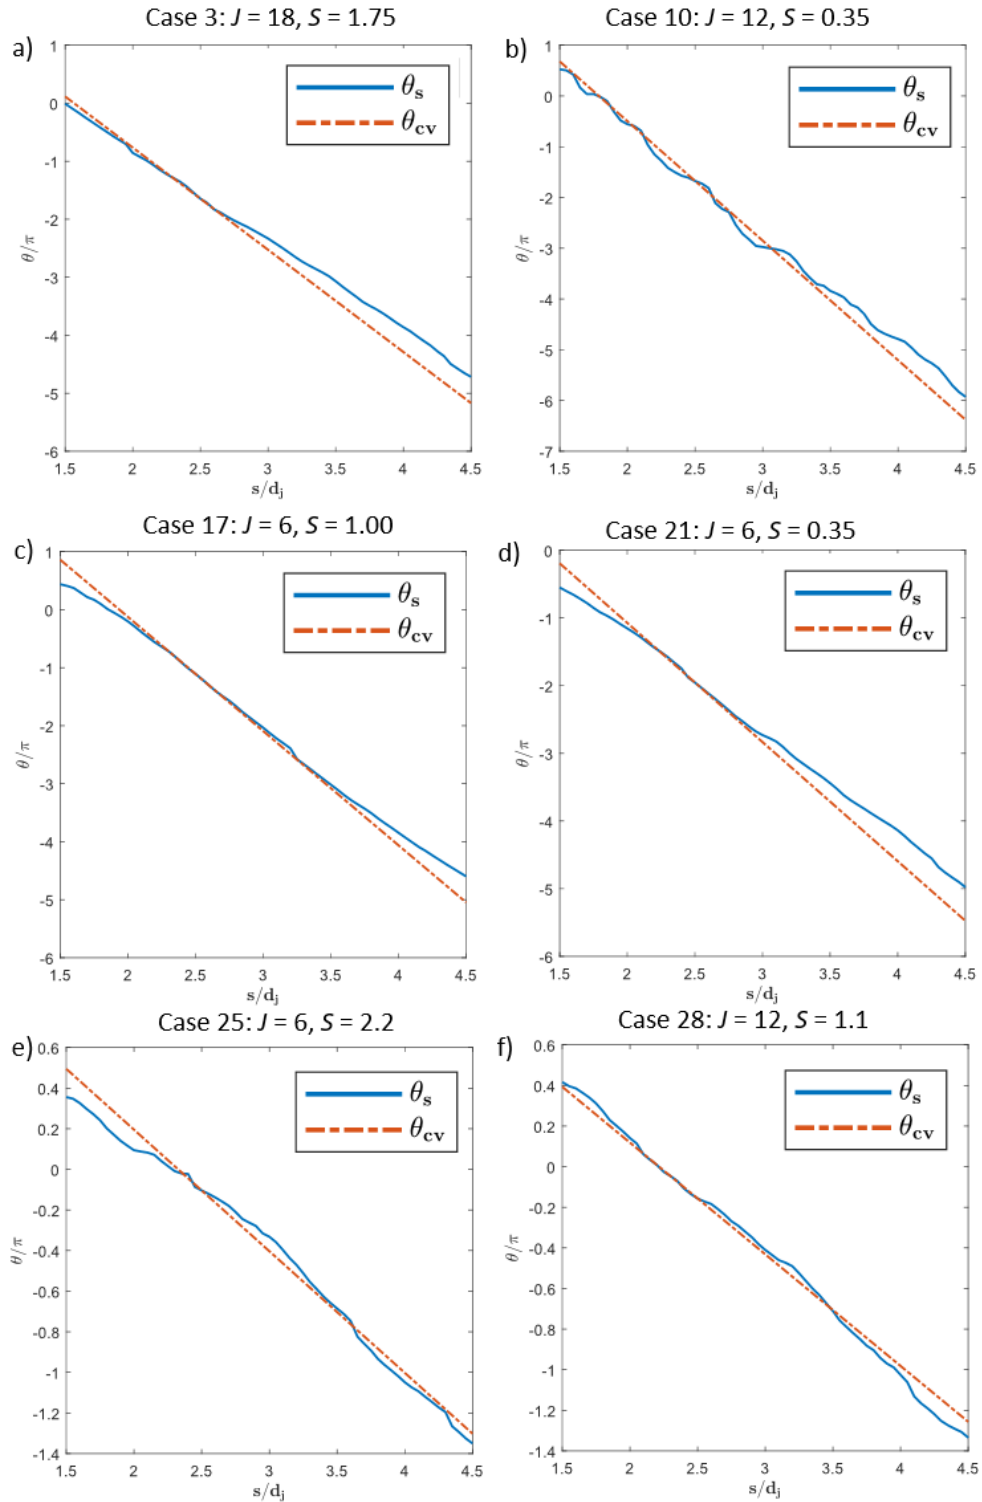 Case 3: J = 18, S = 1.75
a)
1
0
-1
-2
-3
-4
-5
-6
θ/π
1.5 2 2.5 3 3.5 4 4.5
s/dj
θs
θcv
Case 10: J = 12, S = 0.35
b)
1
0
-1
-2
-3
-4
-5
-6
-7
θ/π
1.5 2 2.5 3 3.5 4 4.5
s/dj
θs
θcv
Case 17: J = 6, S = 1.00
c)
1
0
-1
-2
-3
-4
-5
-6
θ/π
1.5 2 2.5 3 3.5 4 4.5
s/dj
θs
θcv
Case 21: J = 6, S = 0.35
d)
0
-1
-2
-3
-4
-5
-6
θ/π
1.5 2 2.5 3 3.5 4 4.5
s/dj
θs
θcv
Case 25: J = 6, S = 2.2
e)
0.6
0.4
0.2
0
-0.2
-0.4
-0.6
-0.8
-1
-1.2
-1.4
θ/π
1.5 2 2.5 3 3.5 4 4.5
s/dj
θs
θcv
Case 28: J = 12, S = 1.1
f)
0.6
0.4
0.2
0
-0.2
-0.4
-0.6
-0.8
-1
-1.2
-1.4
θ/π
1.5 2 2.5 3 3.5 4 4.5
s/dj
θs
θcv